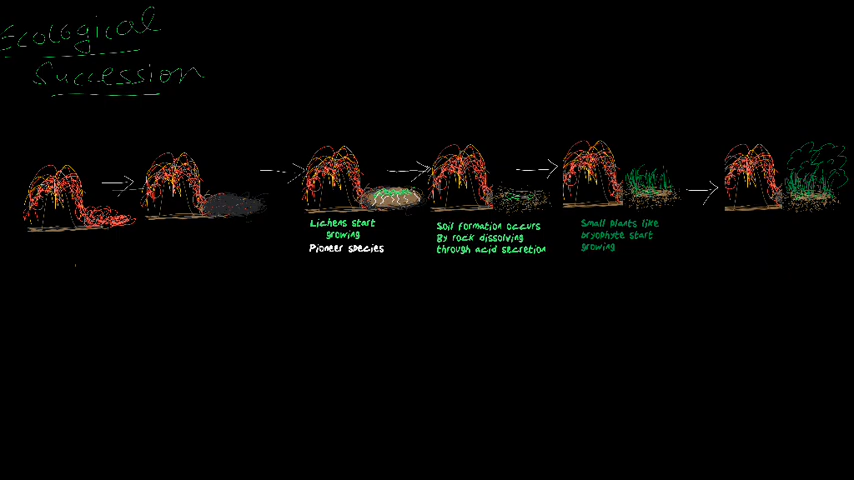 Ecological
Succession
Lichens start
growing
Pioneer species
Soil formation occurs
By rock dissolving
through acid secretion
Small plants like
bryophyte start
growing